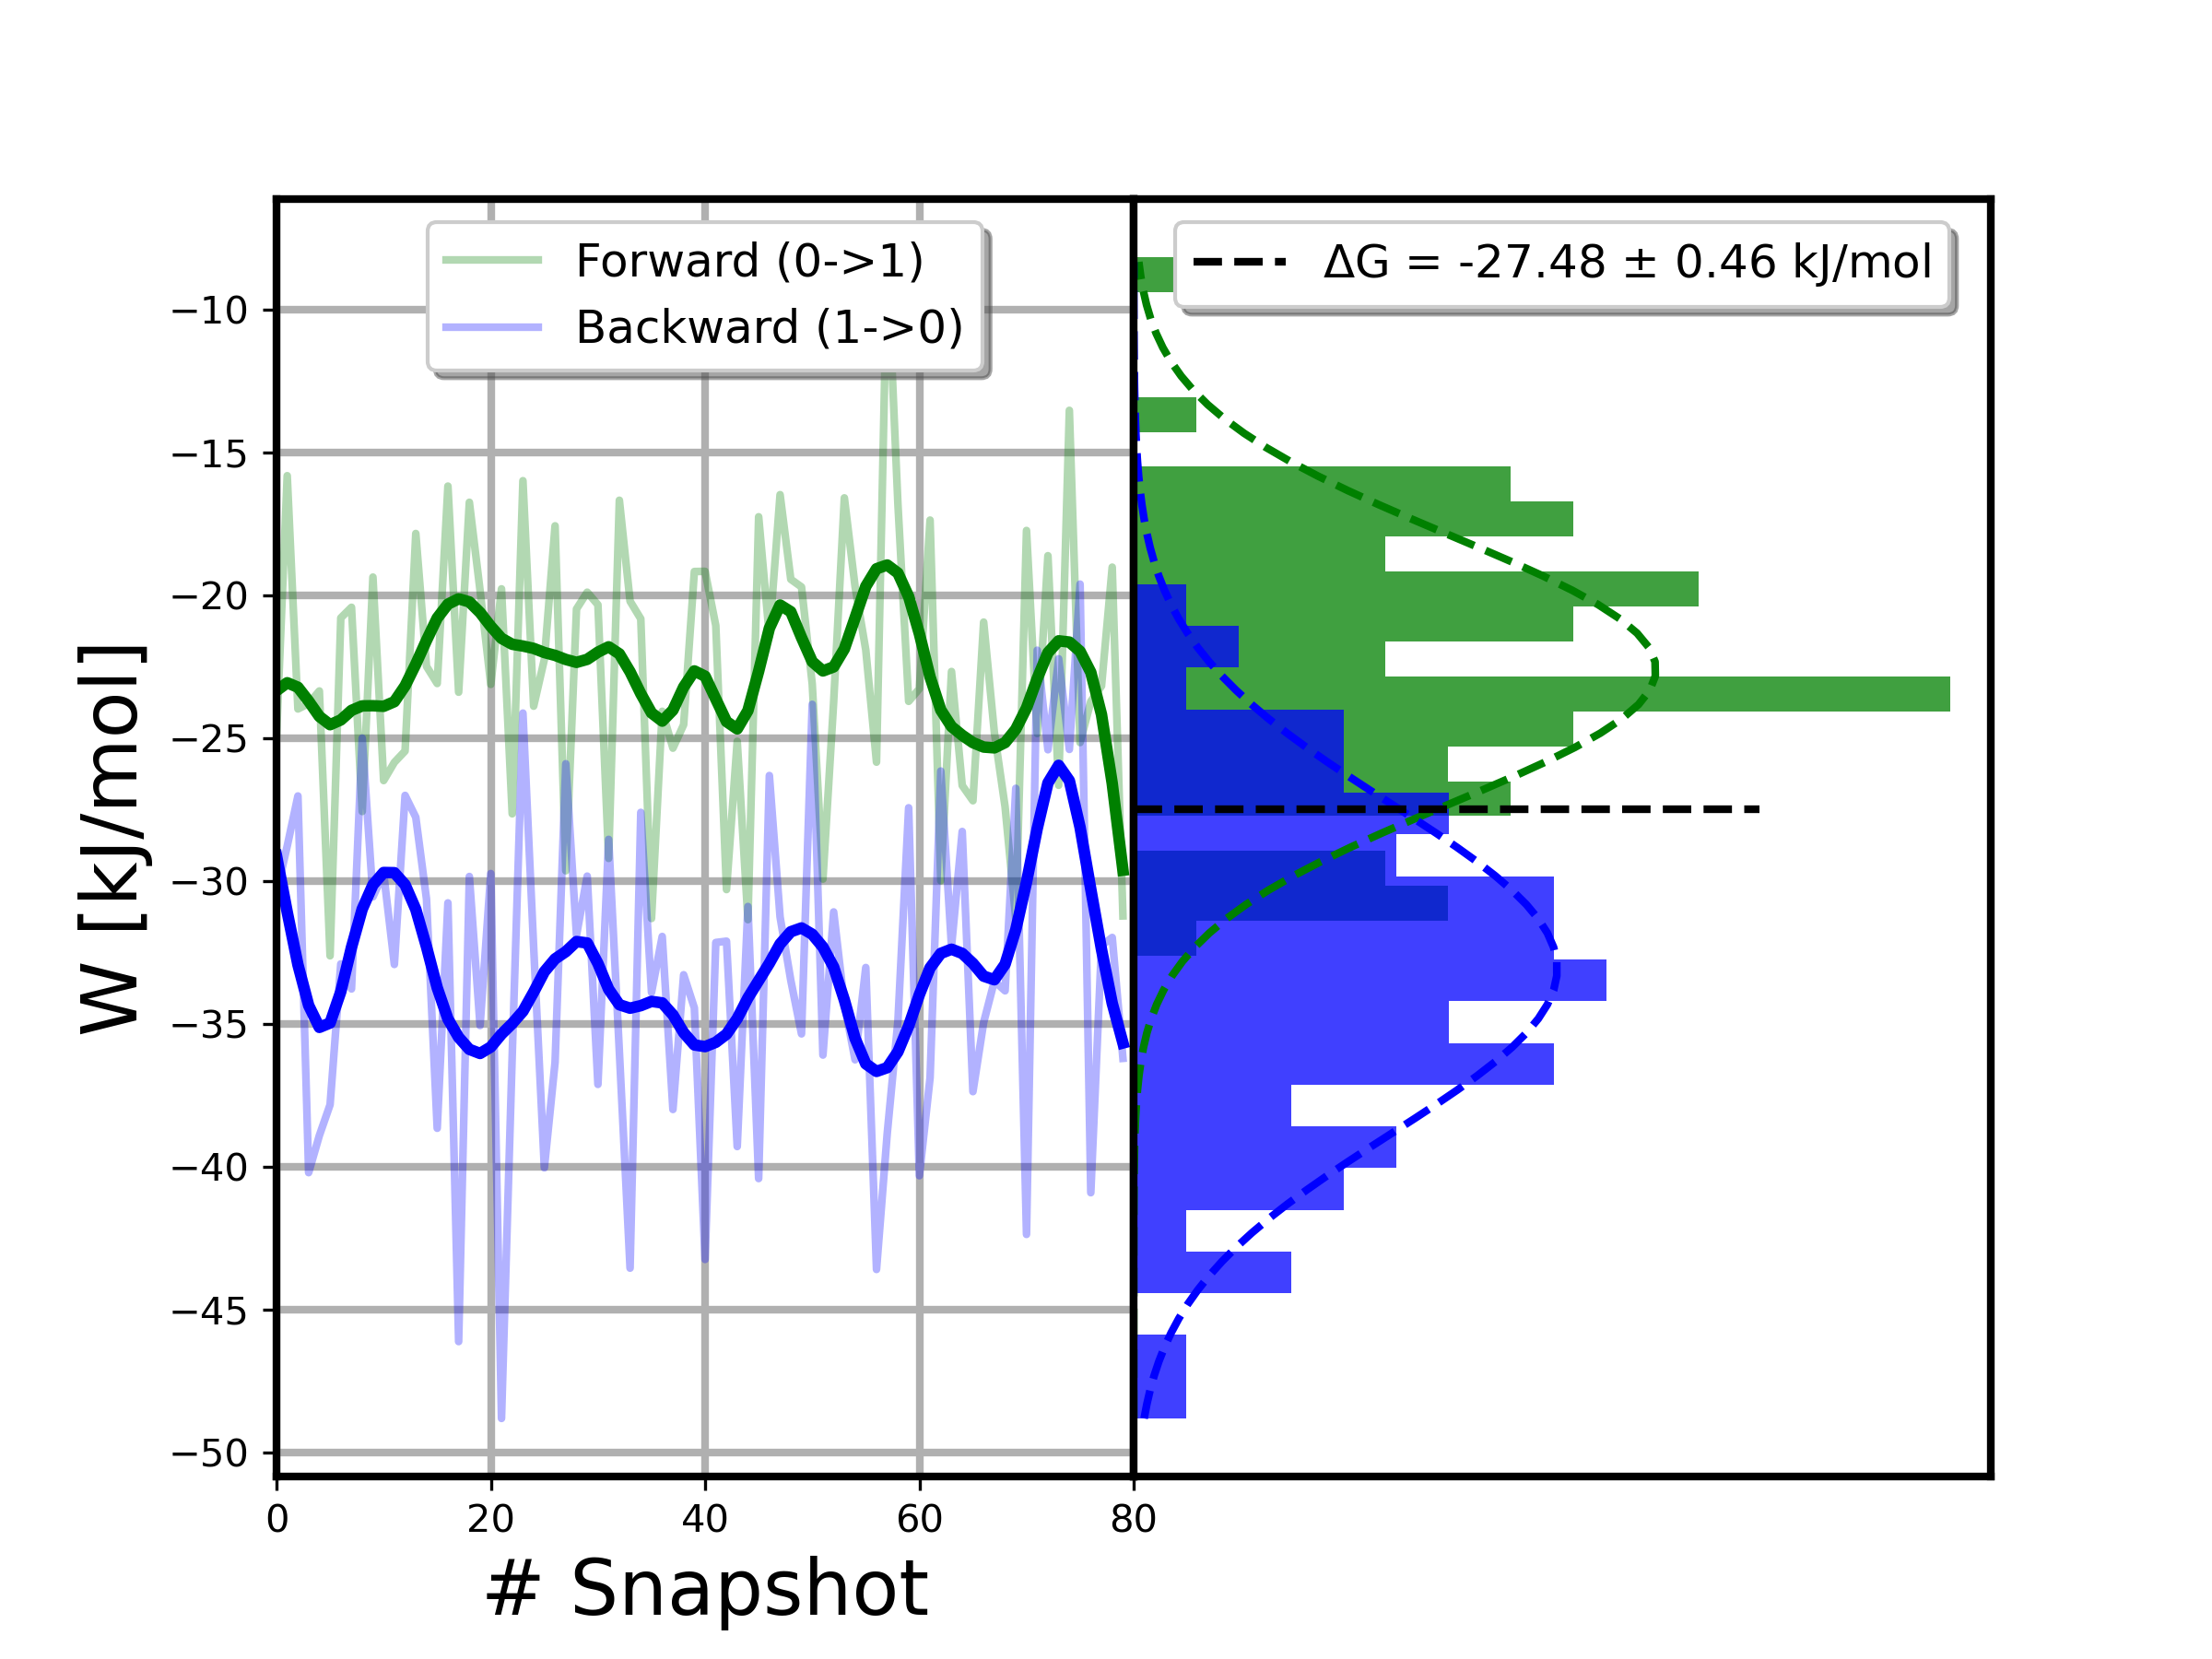 Forward (0->1)
Backward (1->0)
ΔG = -27.48 ± 0.46 kJ/mol
W [kJ/mol]
−10
−15
−20
−25
−30
−35
−40
−45
−50
0 20 40 60 80
# Snapshot